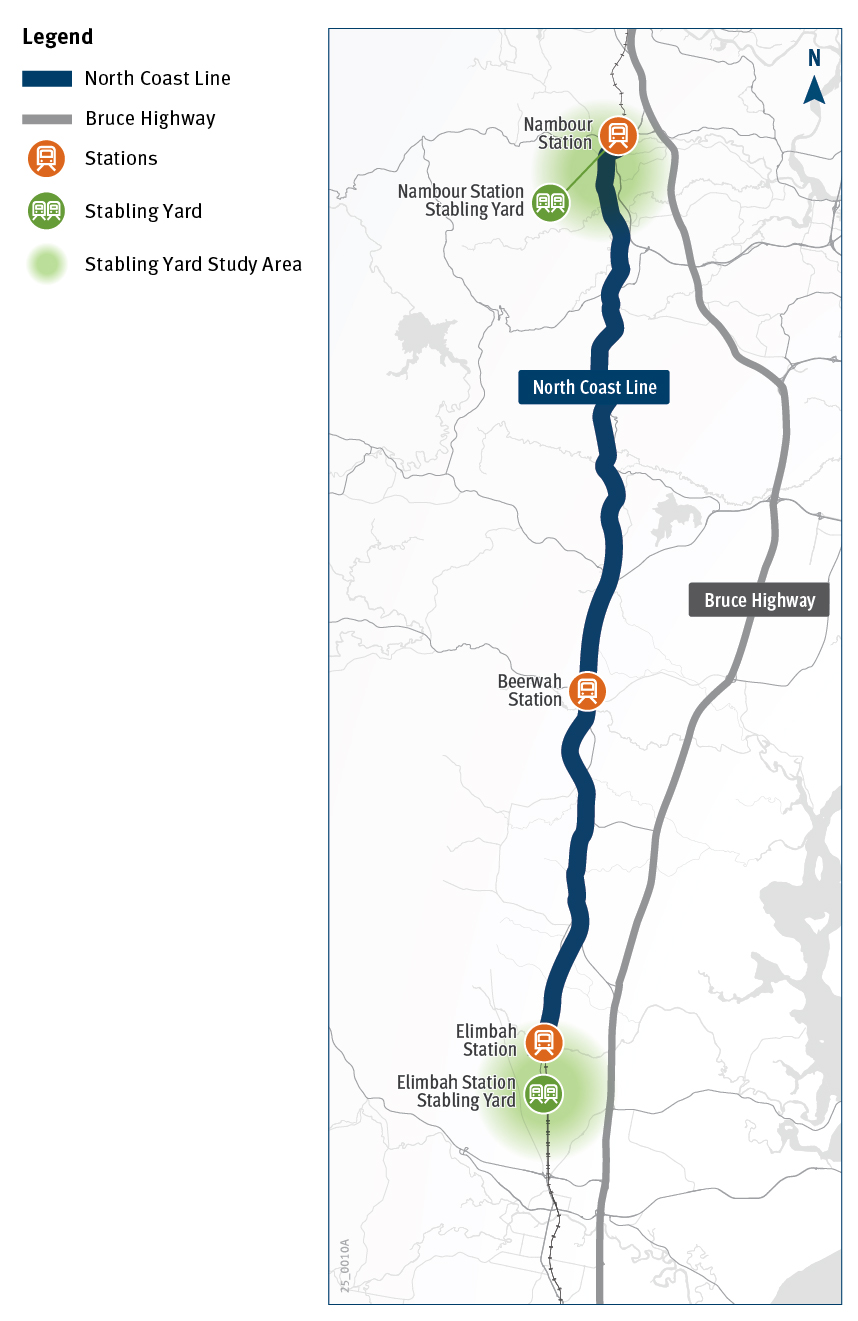 Legend
North Coast Line
Bruce Highway
Stations
Stabling Yard
Stabling Yard Study Area
N
Nambour
Station
Nambour Station
Stabling Yard
North Coast Line
Bruce Highway
Beerwah
Station
Elimbah
Station
Elimbah Station
Stabling Yard
25_0010A